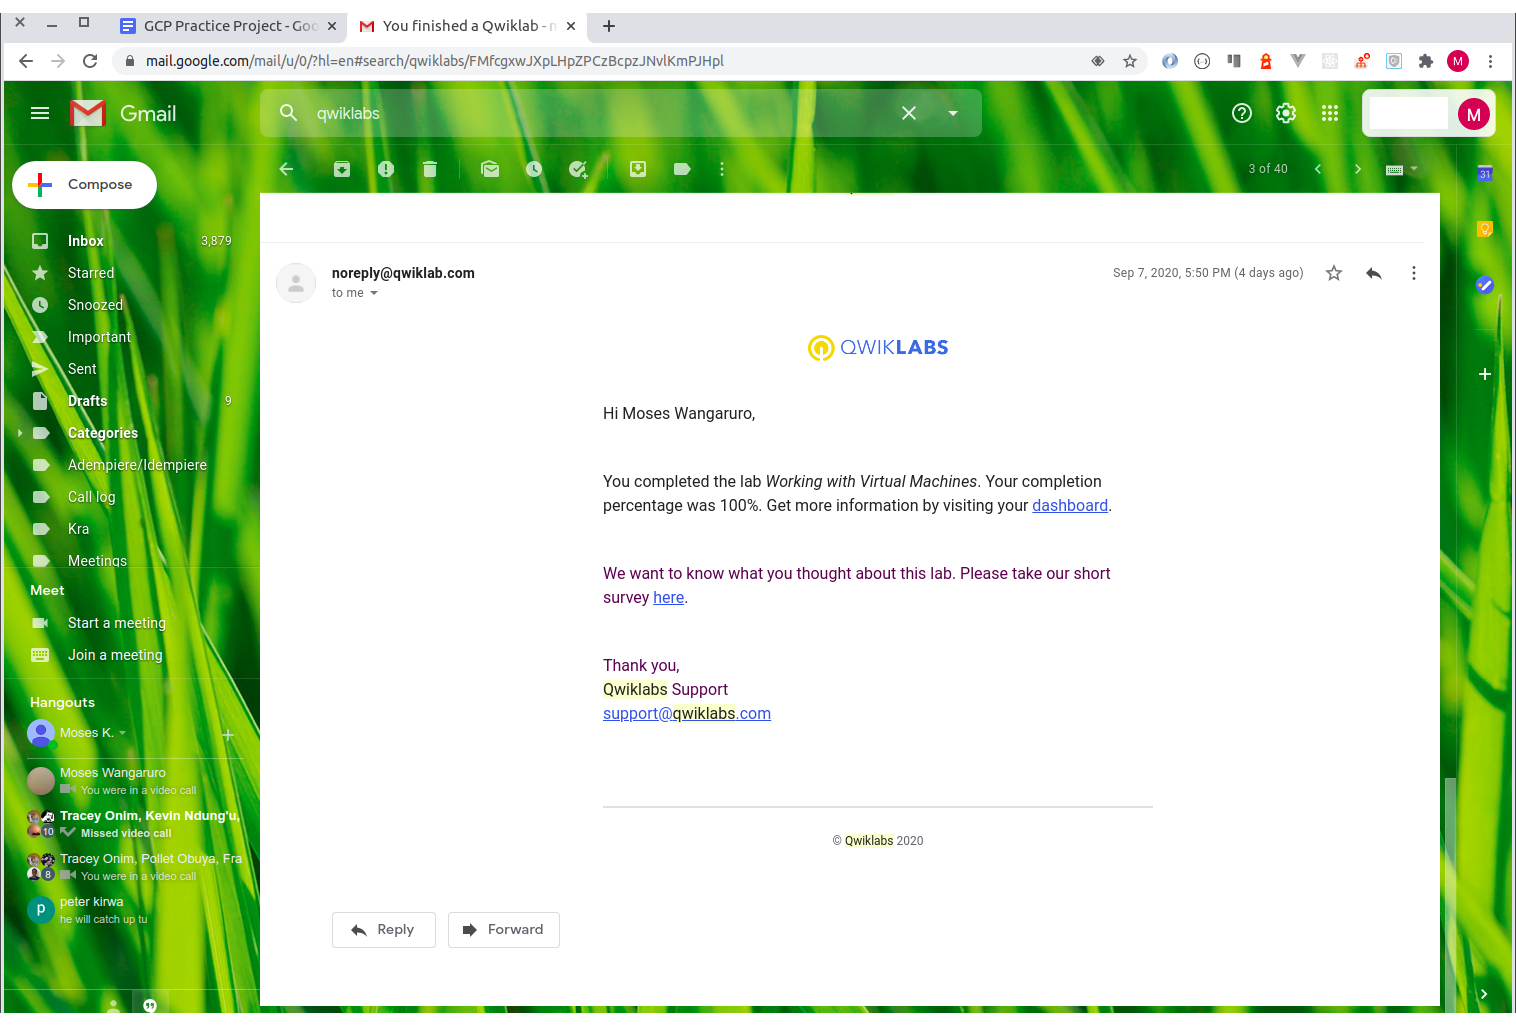 GCP Practice Project - Goo
You finished a Qwiklab - m
mail.google.com/mail/u/0/?hl=en#search/qwiklabs/FMfcgxwJXpLHpZPCzBcpzJNvlKmPJHpl
M
Gmail
qwiklabs
M
Compose
3 of 40
31
Inbox 3,879
Starred
Snoozed
Important
Sent
Drafts 9
Categories
Adempiere/Idempiere
Call log
Kra
Meetings
Meet
Start a meeting
Join a meeting
Hangouts
Moses K.
Moses Wangaruro
You were in a video call
Tracey Onim, Kevin Ndung'u,
10 Missed video call
Tracey Onim, Pollet Obuya, Fra
8 You were in a video call
p
peter kirwa
he will catch up tu
noreply@qwiklab.com
to me
Sep 7, 2020, 5:50 PM (4 days ago)
QWIKLABS
Hi Moses Wangaruro,
You completed the lab Working with Virtual Machines. Your completion
percentage was 100%. Get more information by visiting your dashboard.
We want to know what you thought about this lab. Please take our short
survey here.
Thank you,
Qwiklabs Support
support@qwiklabs.com
© Qwiklabs 2020
Reply
Forward